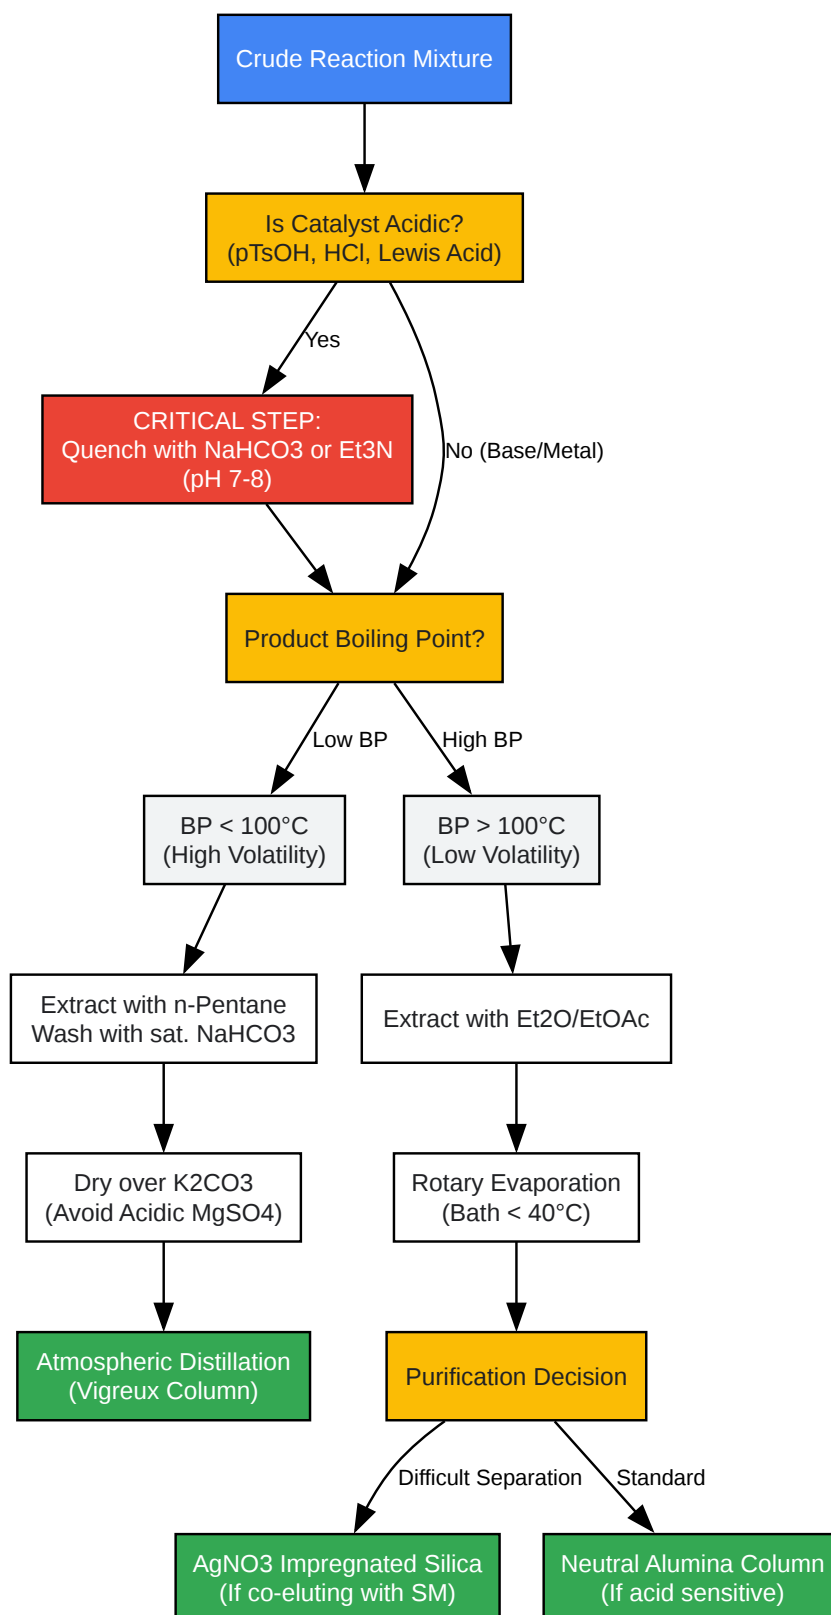 Crude Reaction Mixture
Is Catalyst Acidic?
(pTsOH, HCl, Lewis Acid)
Yes
CRITICAL STEP:
Quench with NaHCO3 or Et3N
(pH 7-8)
No (Base/Metal)
Product Boiling Point?
Low BP
High BP
BP < 100°C
(High Volatility)
BP > 100°C
(Low Volatility)
Extract with n-Pentane
Wash with sat. NaHCO3
Extract with Et2O/EtOAc
Dry over K2CO3
(Avoid Acidic MgSO4)
Rotary Evaporation
(Bath < 40°C)
Atmospheric Distillation
(Vigreux Column)
Purification Decision
Difficult Separation
Standard
AgNO3 Impregnated Silica
(If co-eluting with SM)
Neutral Alumina Column
(If acid sensitive)